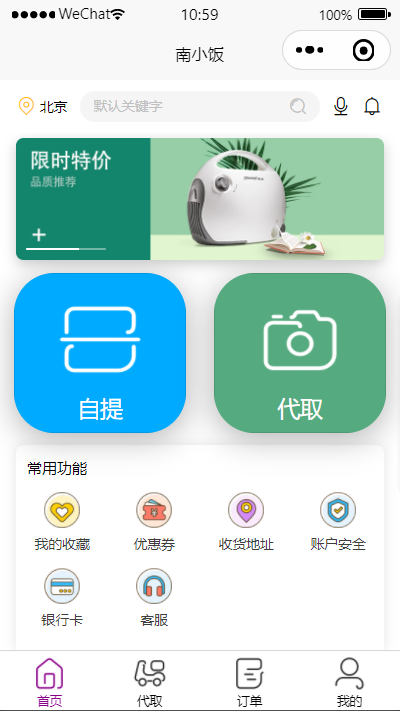 WeChat
10:59
100%
南小饭
北京
默认关键字
限时特价
品质推荐
自提
代取
常用功能
我的收藏
优惠券
收货地址
账户安全
银行卡
客服
首页
代取
订单
我的